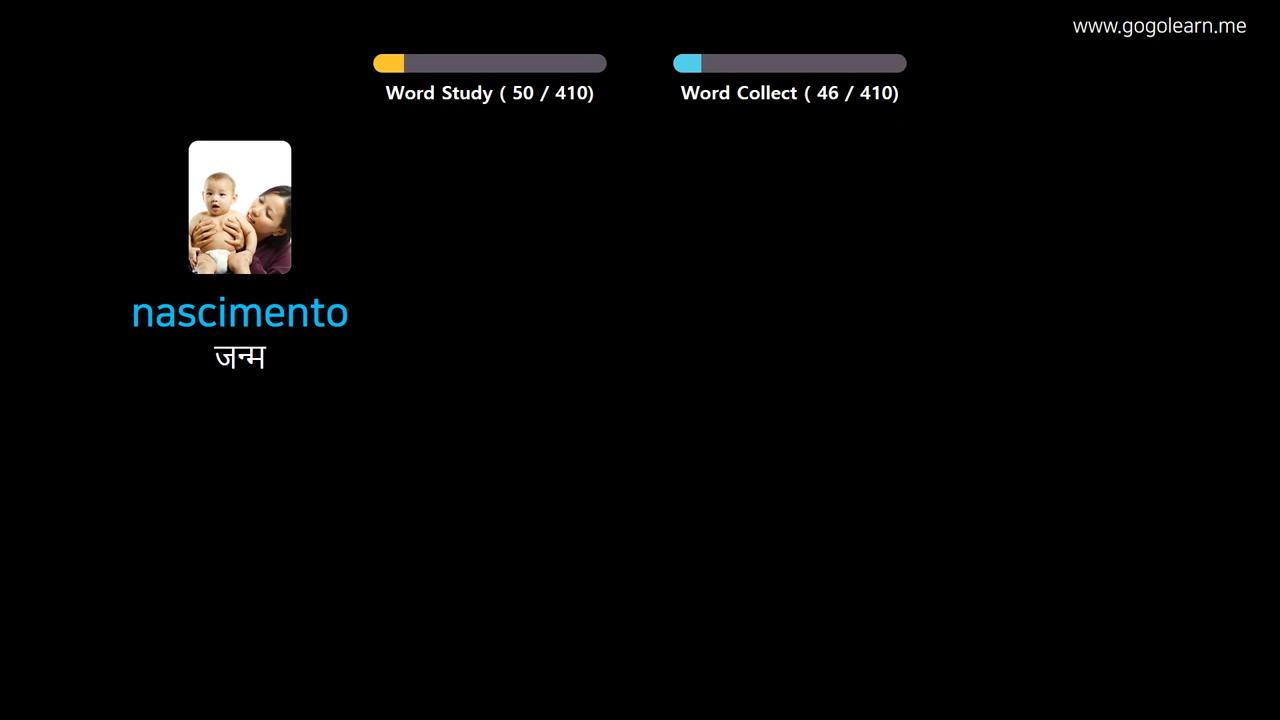 www.gogolearn.me
Word Study ( 50 / 410)
Word Collect ( 46 / 410)
nascimento
जन्म